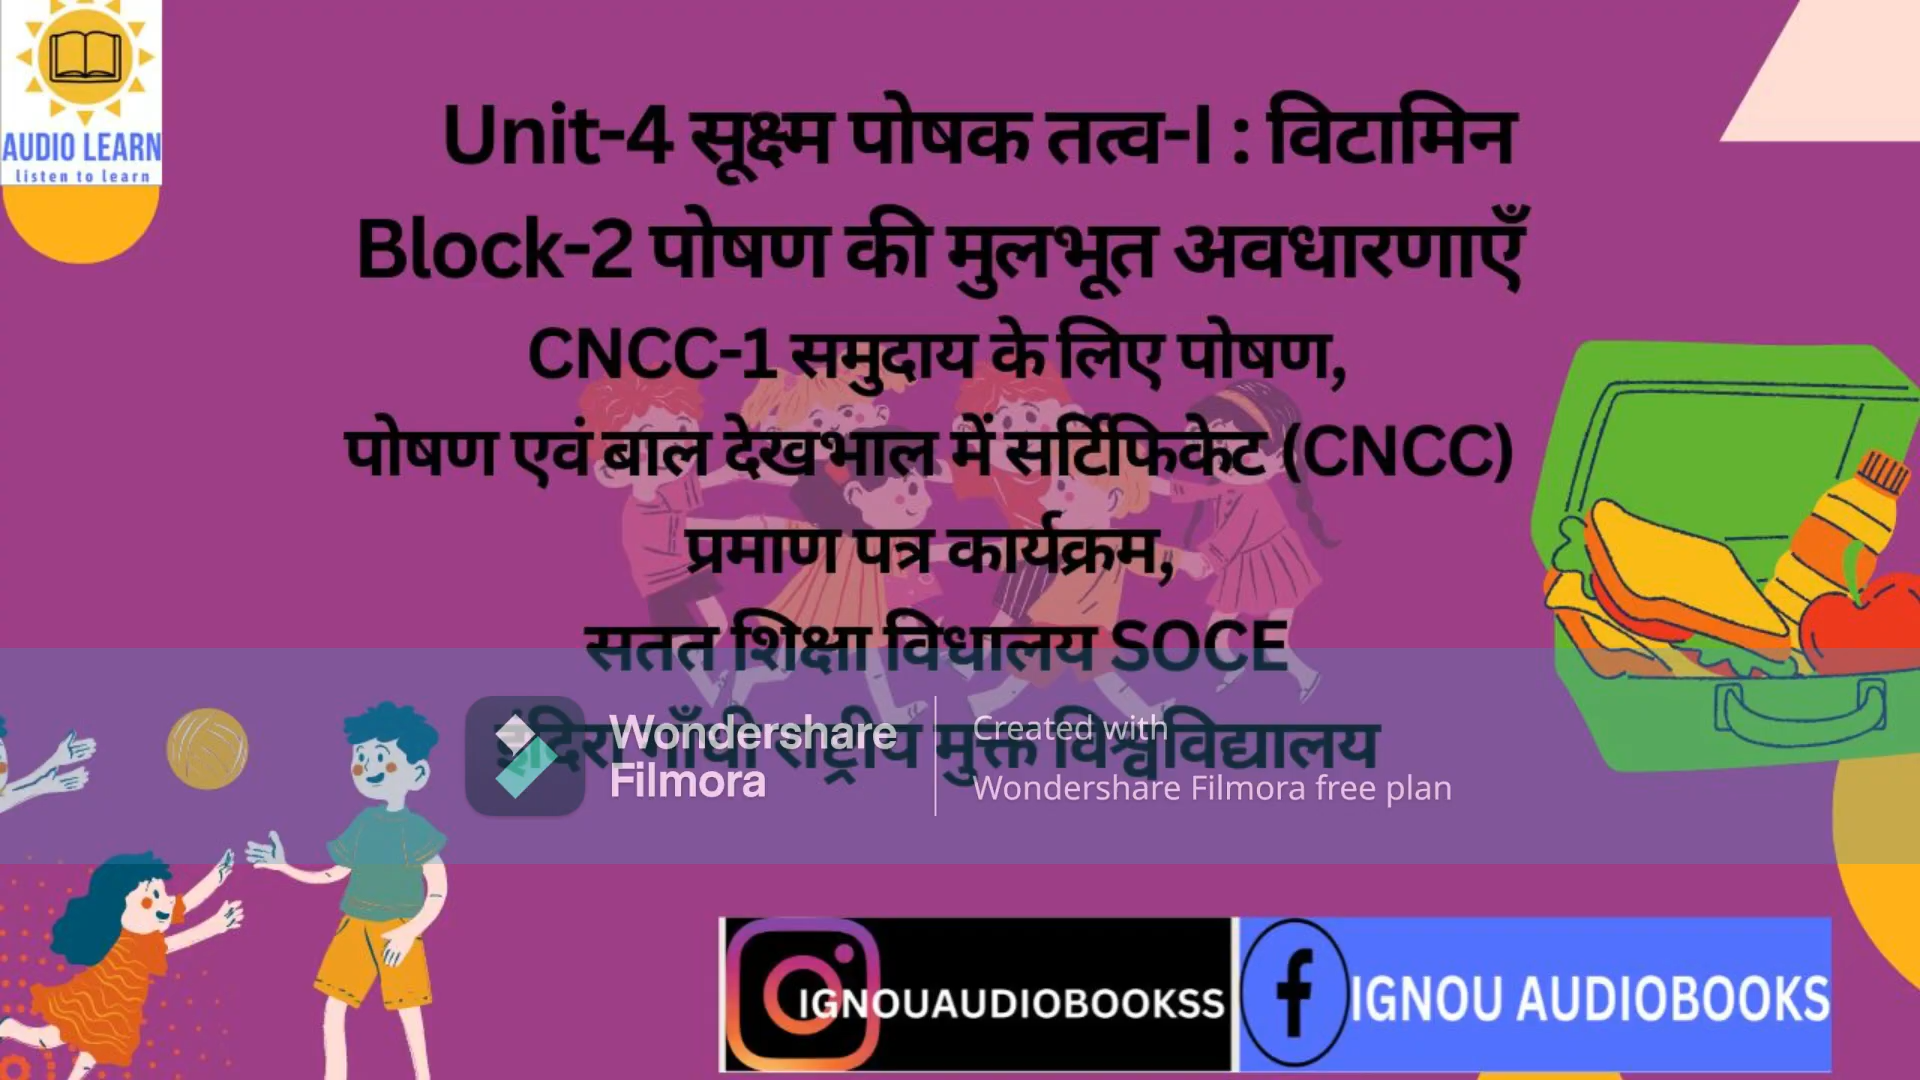 AUDIO LEARN
listen to learn
Unit-4 सूक्ष्म पोषक तत्व-I : विटामिन
Block-2 पोषण की मुलभूत अवधारणाएँ
CNCC-1 समुदाय के लिए पोषण,
पोषण एवं बाल देखभाल में सर्टिफिकेट (CNCC)
प्रमाण पत्र कार्यक्रम,
सतत शिक्षा विधालय SOCE
मुक्त विश्वविद्यालय
Wondershare
Filmora
Created with
Wondershare Filmora free plan
IGNOUAUDIOBOOKSS
IGNOU AUDIOBOOKS